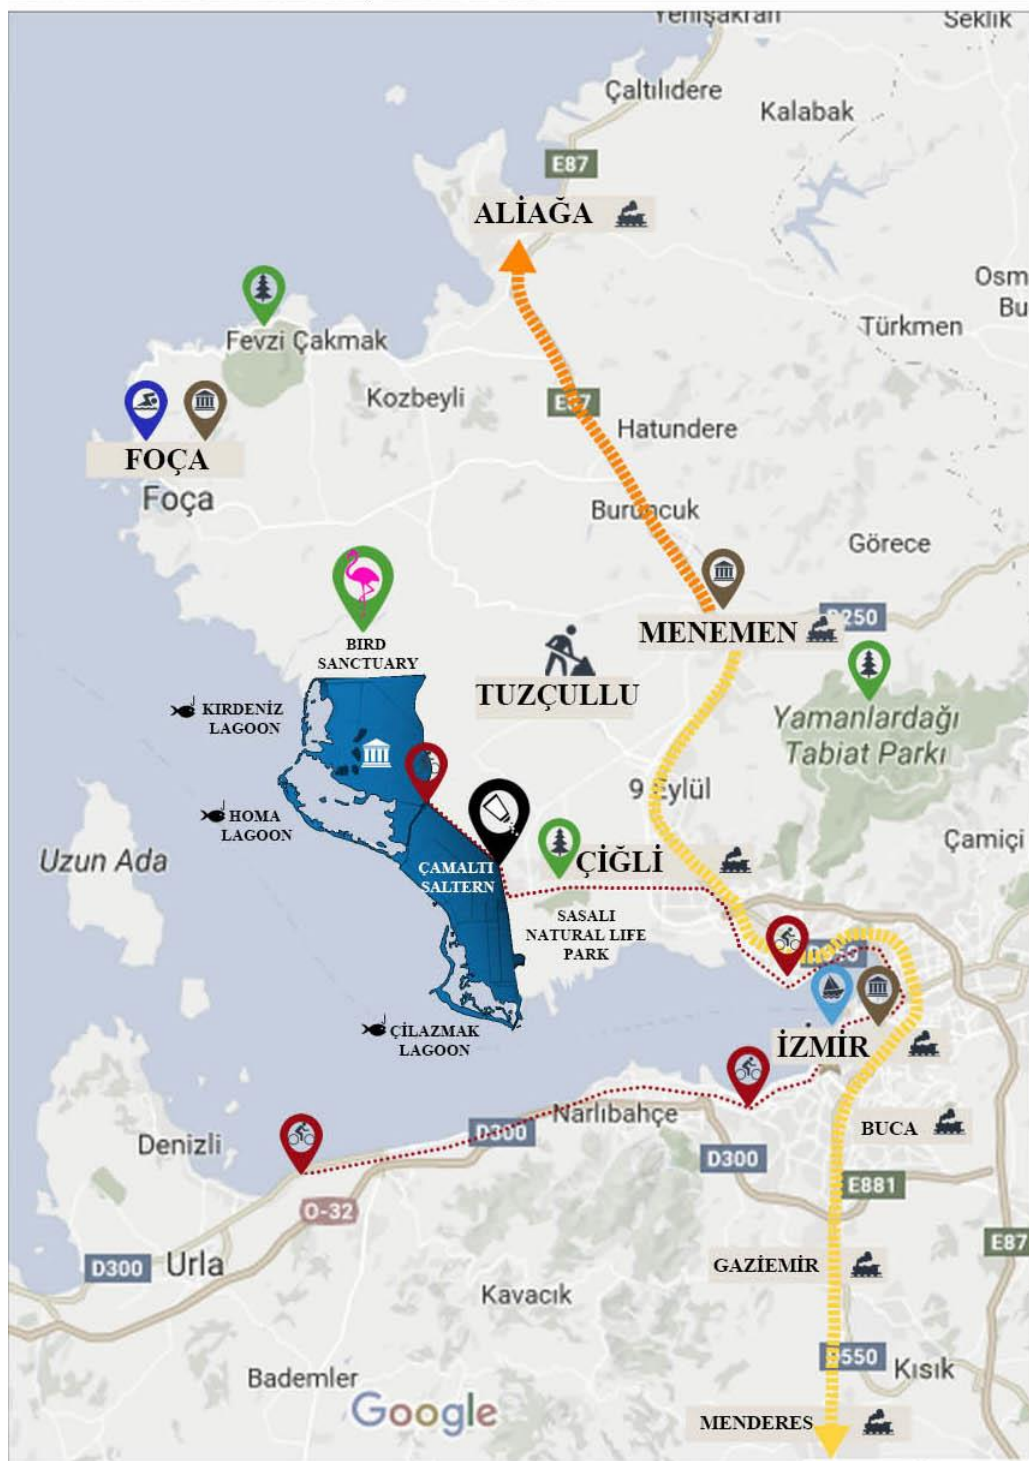 Yenişakran
Seklik
Çaltılıdere
Kalabak
E87
ALİAĞA
Osm
Bu
Türkmen
Fevzi Çakmak
Kozbeyli
E87
Hatundere
FOÇA
Foça
Buruncuk
Görece
D250
MENEMEN
BIRD
SANCTUARY
TUZÇULLU
KIRDENİZ
LAGOON
Yamanlardağı
Tabiat Parkı
9 Eylül
HOMA
LAGOON
Çamiçi
Uzun Ada
ÇAMALTI
SALTERN
ÇİĞLİ
SASALI
NATURAL LIFE
PARK
ÇİLAZMAK
LAGOON
İZMİR
Narlıbahçe
D300
BUCA
Denizli
D300
E881
O-32
E87
D300
Urla
GAZİEMİR
Kavacık
D550
Kısık
Bademler
Google
MENDERES